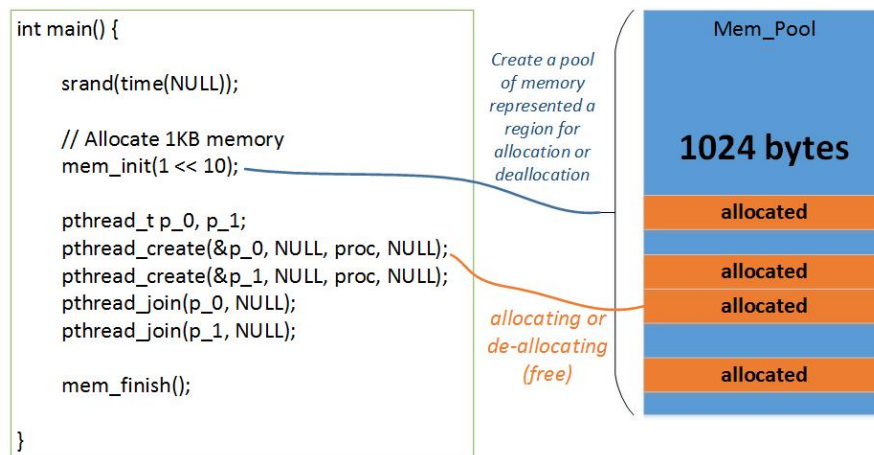 int main() {
srand(time(NULL));
// Allocate 1KB memory
mem_init(1 << 10);
pthread_t p_0, p_1;
pthread_create(&p_0, NULL, proc, NULL);
pthread_create(&p_1, NULL, proc, NULL);
pthread_join(p_0, NULL);
pthread_join(p_1, NULL);
mem_finish();
}
Create a pool
of memory
represented a
region for
allocation or
deallocation
allocating or
de-allocating
(free)
Mem_Pool
1024 bytes
allocated
allocated
allocated
allocated